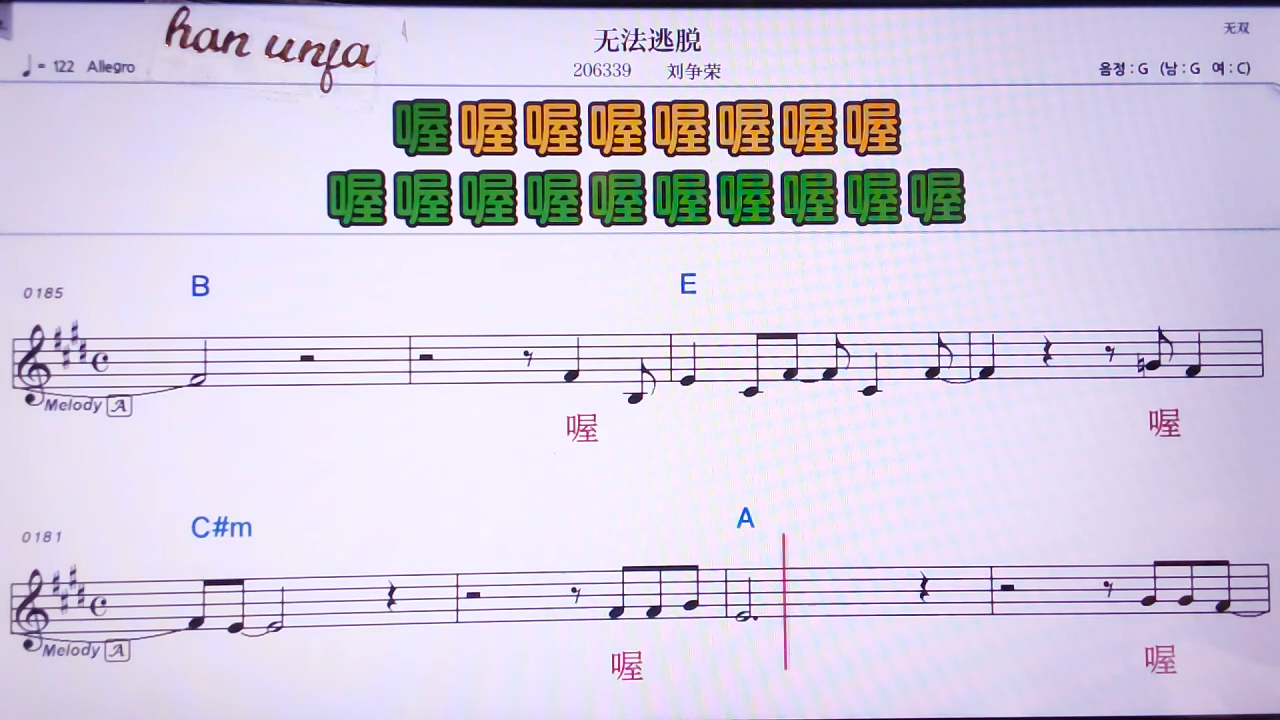 han unfa
无法逃脱
无双
♩= 122 Allegro
206339 刘争荣
음정 : G (남 : G 여 : C)
喔喔喔喔喔喔喔喔
喔喔喔喔喔喔喔喔喔喔
B E
0185
Melody A
喔 喔
C#m A
0181
Melody A
喔 喔